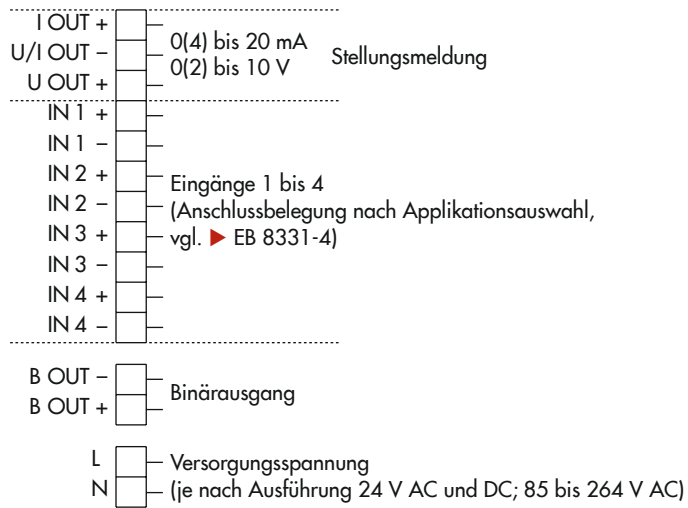 I OUT +
U/I OUT –
U OUT +
0(4) bis 20 mA
0(2) bis 10 V
Stellungsmeldung
IN 1 +
IN 1 –
IN 2 +
IN 2 –
IN 3 +
IN 3 –
IN 4 +
IN 4 –
Eingänge 1 bis 4
(Anschlussbelegung nach Applikationsauswahl,
vgl. ▶ EB 8331-4)
B OUT –
B OUT +
Binärausgang
L
N
Versorgungsspannung
(je nach Ausführung 24 V AC und DC; 85 bis 264 V AC)